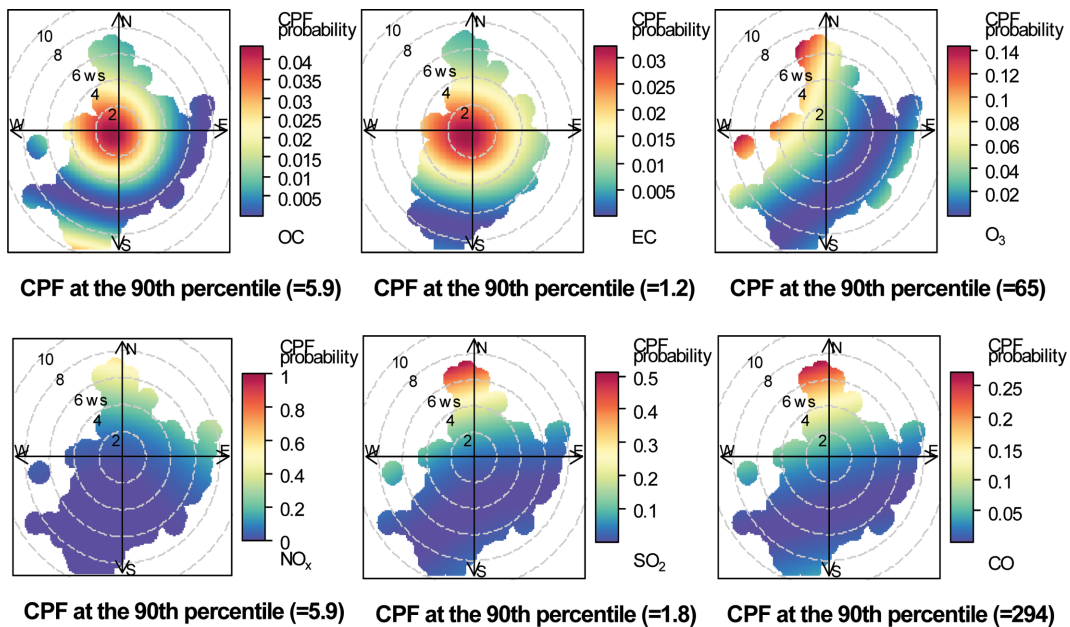 N
W
E
S
10
8
6 ws
4
2
CPF
probability
0.04
0.035
0.03
0.025
0.02
0.015
0.01
0.005
OC
CPF at the 90th percentile (=5.9)
N
W
E
S
10
8
6 ws
4
2
CPF
probability
0.03
0.025
0.02
0.015
0.01
0.005
EC
CPF at the 90th percentile (=1.2)
N
W
E
S
10
8
6 ws
4
2
CPF
probability
0.14
0.12
0.1
0.08
0.06
0.04
0.02
O₃
CPF at the 90th percentile (=65)
N
W
E
S
10
8
6 ws
4
2
CPF
probability
1
0.8
0.6
0.4
0.2
0
NOₓ
CPF at the 90th percentile (=5.9)
N
W
E
S
10
8
6 ws
4
2
CPF
probability
0.5
0.4
0.3
0.2
0.1
SO₂
CPF at the 90th percentile (=1.8)
N
W
E
S
10
8
6 ws
4
2
CPF
probability
0.25
0.2
0.15
0.1
0.05
CO
CPF at the 90th percentile (=294)